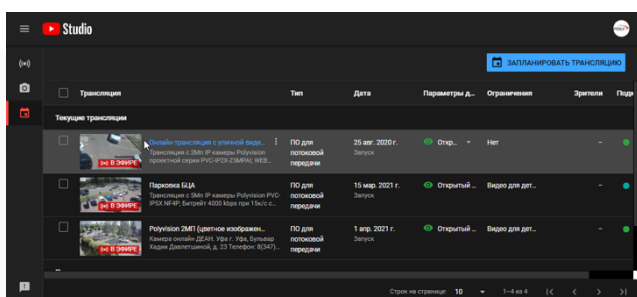 Studio
ЗАПЛАНИРОВАТЬ ТРАНСЛЯЦИЮ
Трансляция Тип Дата Параметры д... Ограничения Зрители
Текущие трансляции
Онлайн трансляция с уличной виде... ПО для потоковой передачи 25 авг. 2020 г. Откр... Нет –
Трансляция с 2Мп IP камеры Polyvision Запуск
проектной серии PVC-IP2X-Z5MPAI; WEB...
В ЭФИРЕ
Парковка БЦА ПО для потоковой передачи 15 мар. 2021 г. Открытый ... Видео для дет... –
Трансляция с 5Мп IP камеры Polyvision PVC- Запуск
IP5X NF4P; Битрейт 4000 kbps при 15к/с с...
В ЭФИРЕ
Polyvision 2МП (цветное изображен... ПО для потоковой передачи 1 апр. 2021 г. Открытый ... Видео для дет... –
Камера онлайн ДЕАН. Уфа г. Уфа, бульвар Запуск
Хадии Давлетшиной, д. 23 Телефон: 8(347)...
В ЭФИРЕ
Строк на странице: 10 1–4 из 4